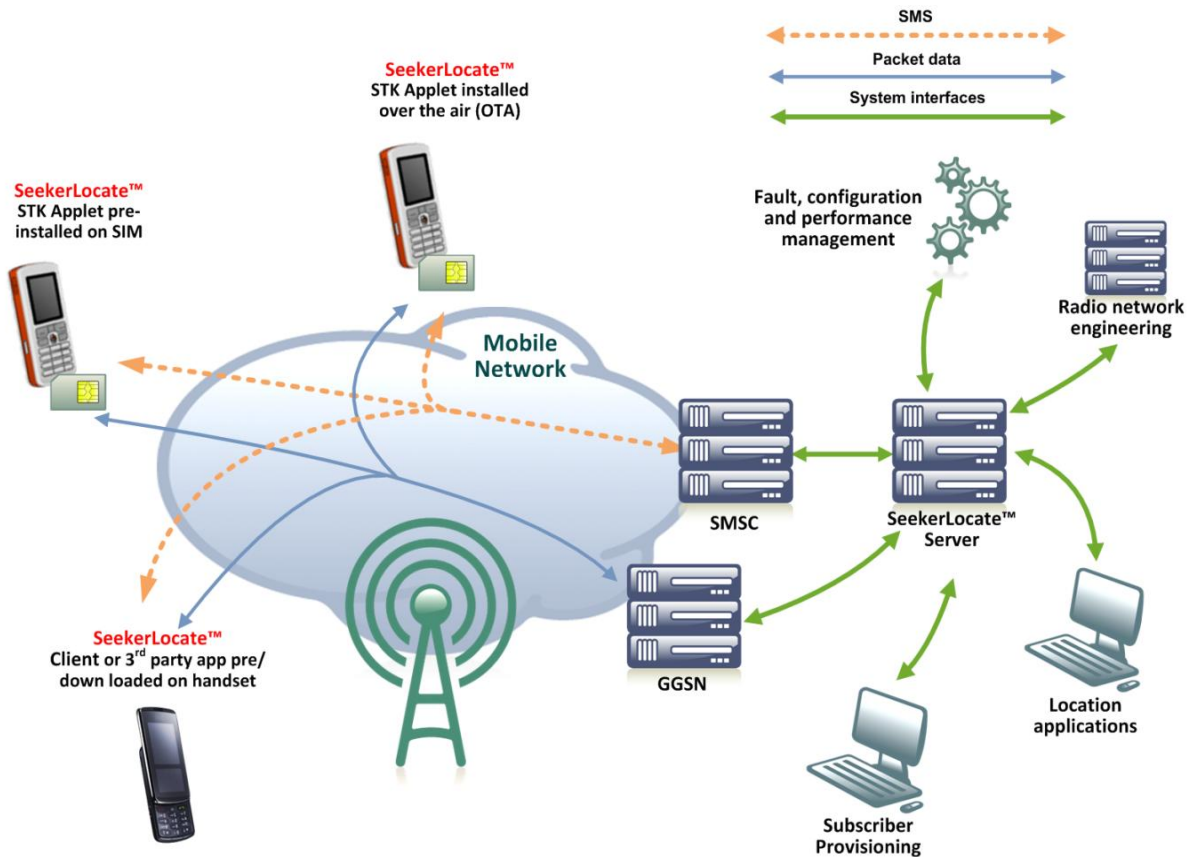 SMS
Packet data
System interfaces
SeekerLocate™
STK Applet installed
over the air (OTA)
SeekerLocate™
STK Applet pre-
installed on SIM
Fault, configuration
and performance
management
Radio network
engineering
Mobile
Network
SMSC
SeekerLocate™
Server
SeekerLocate™
Client or 3rd party app pre/
down loaded on handset
GGSN
Location
applications
Subscriber
Provisioning